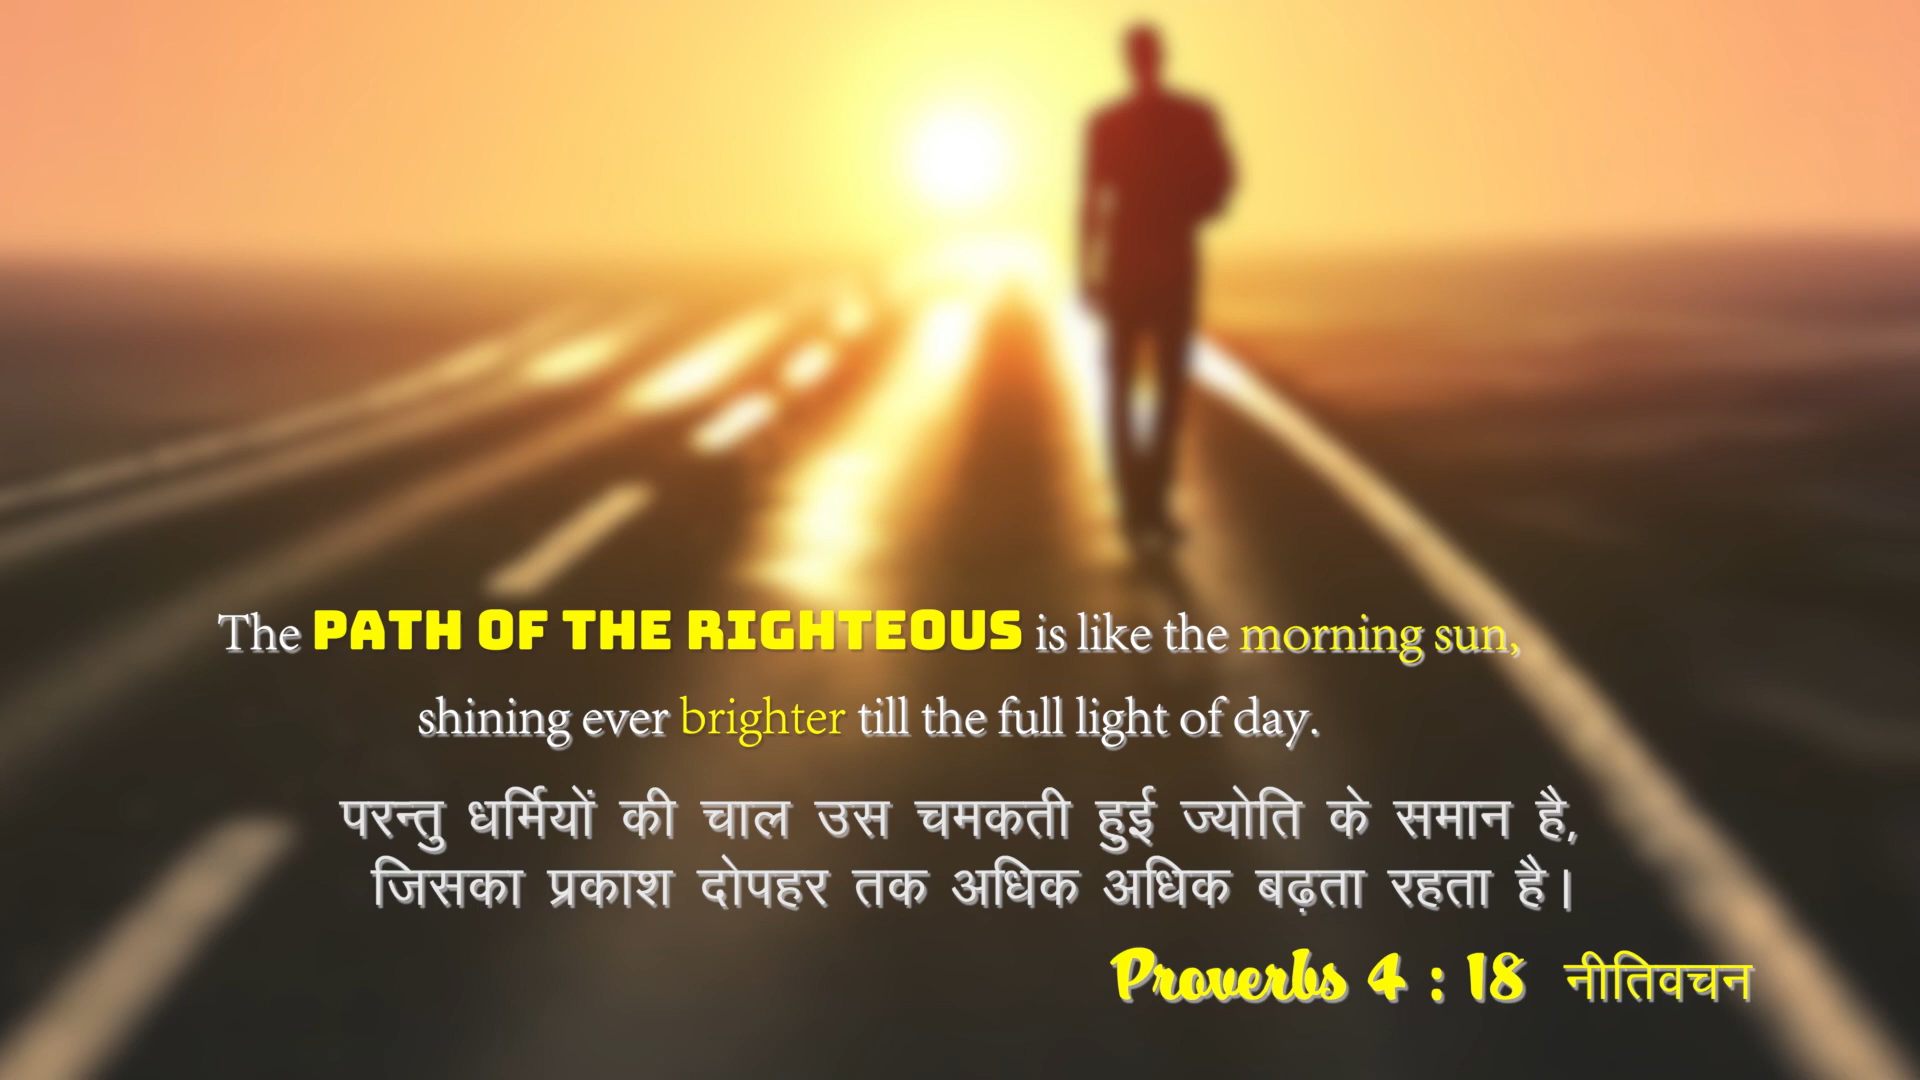 The PATH OF THE RIGHTEOUS is like the morning sun,
shining ever brighter till the full light of day.
परन्तु धर्मियों की चाल उस चमकती हुई ज्योति के समान है,
जिसका प्रकाश दोपहर तक अधिक अधिक बढ़ता रहता है।
Proverbs 4 : 18 नीतिवचन